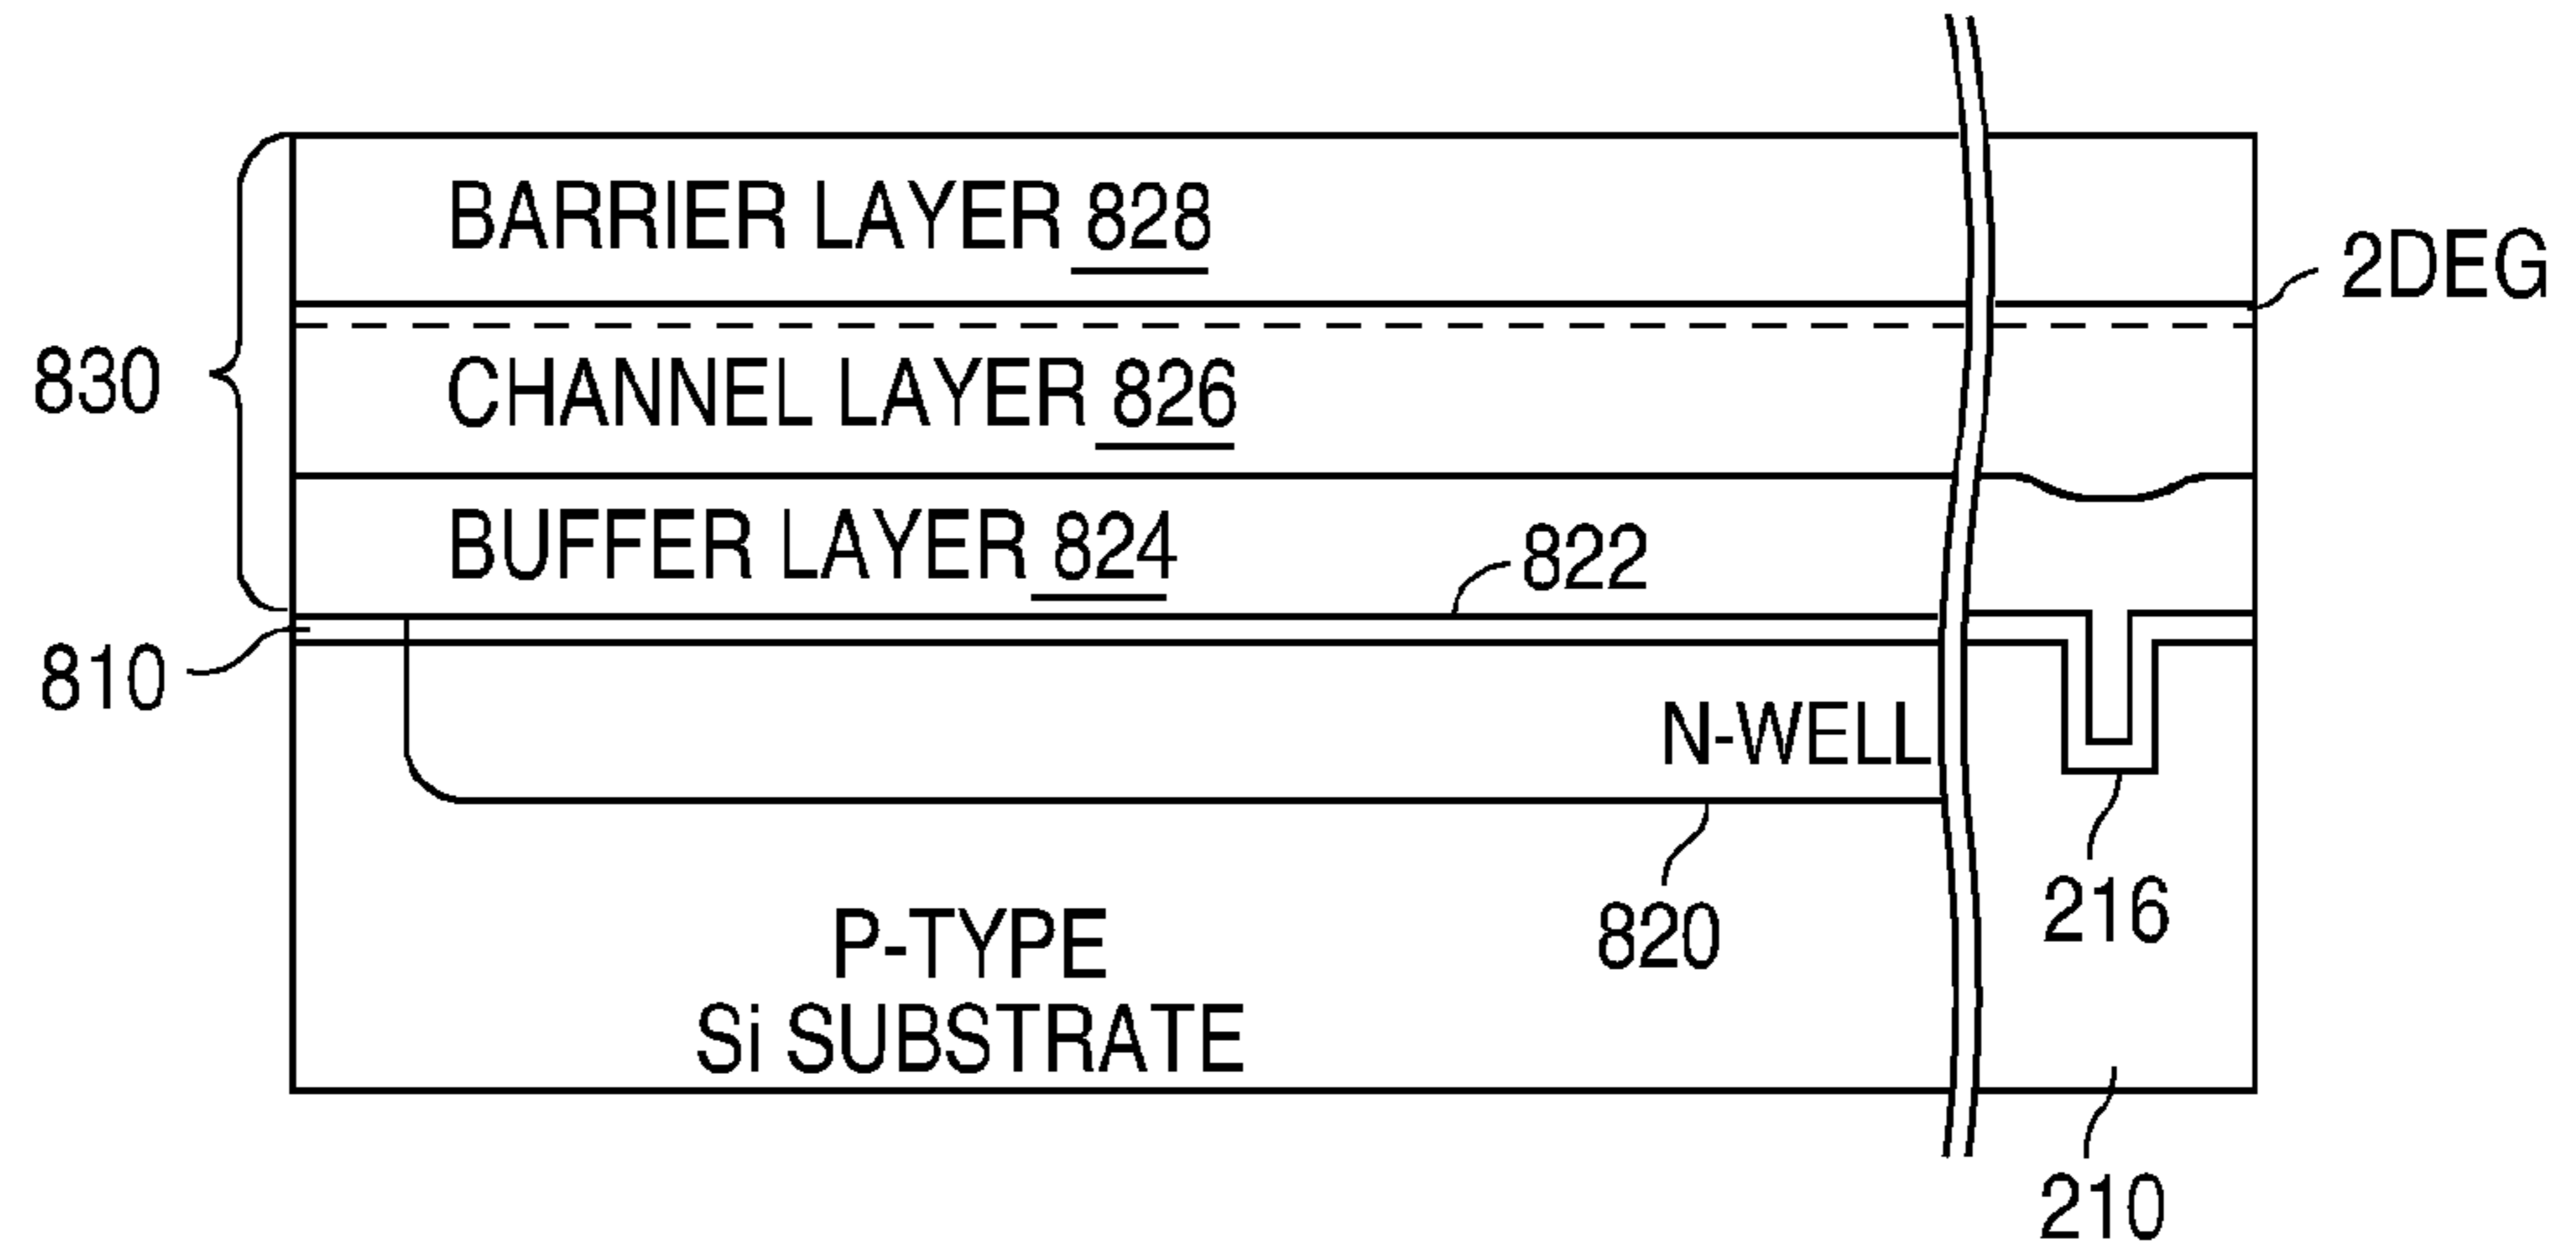 BARRIER LAYER 828
2DEG
830
CHANNEL LAYER 826
BUFFER LAYER 824
822
810
N-WELL
216
820
P-TYPE
Si SUBSTRATE
210